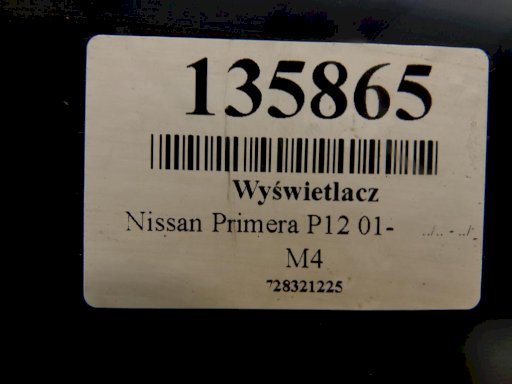 135865
Wyświetlacz
Nissan Primera P12 01-
M4
728321225